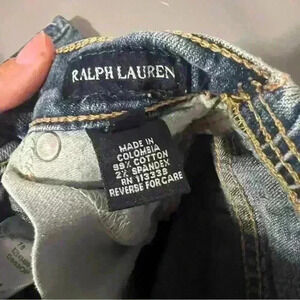 RALPH LAUREN
MADE IN
COLOMBIA
98% COTTON
2% SPANDEX
RN 113338
REVERSE FOR CARE